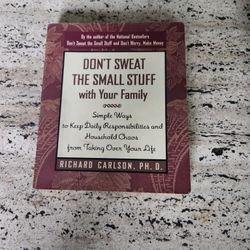 By the author of the National Bestsellers
Don't Sweat the Small Stuff and Don't Worry, Make Money
DON'T SWEAT
THE SMALL STUFF
with Your Family
Simple Ways
to Keep Daily Responsibilities and
Household Chaos
from Taking Over Your Life
RICHARD CARLSON, PH. D.